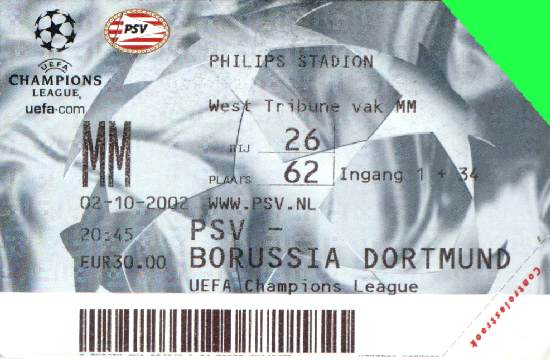 PSV
UEFA
CHAMPIONS
LEAGUE
uefa.com
PHILIPS STADION
West Tribune vak MM
MM
RIJ 26
PLAATS 62 Ingang 1 + 34
02-10-2002 WWW.PSV.NL
20:45 PSV -
EUR30.00 BORUSSIA DORTMUND
UEFA Champions League
Controlestrook